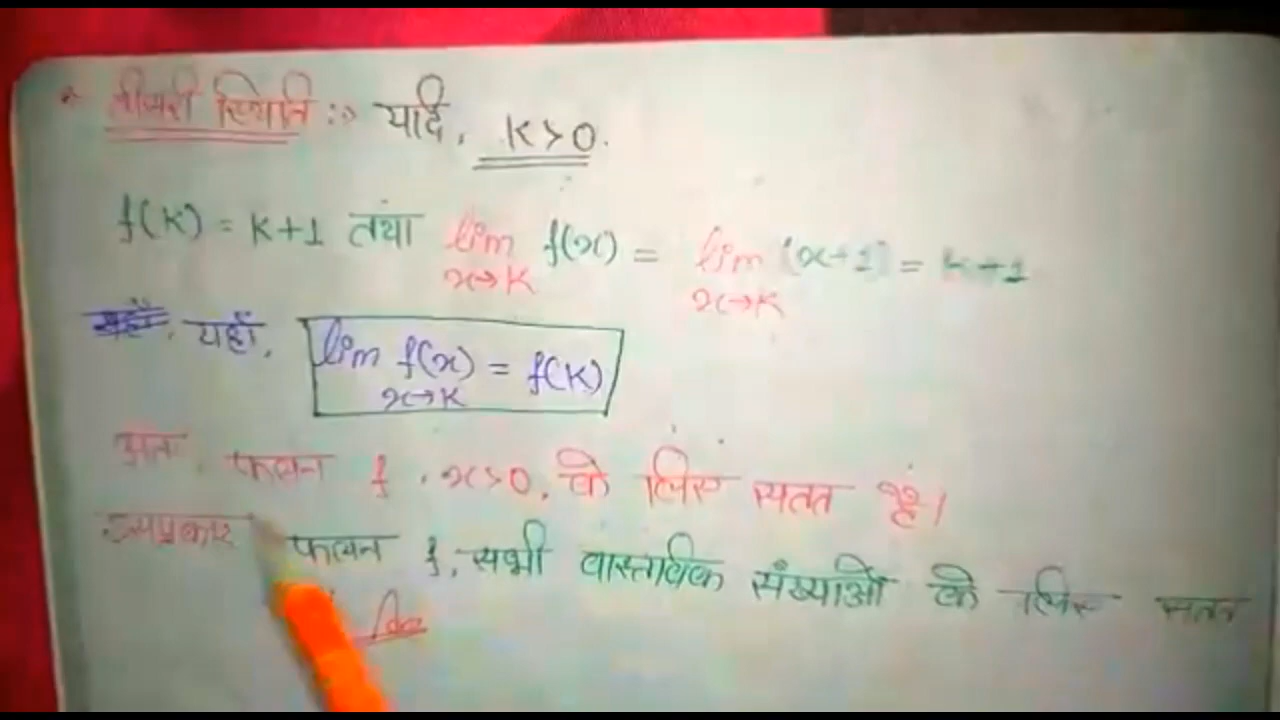 * तीसरी स्थिति :-> यदि, K > 0.
f(K) = K+1 तथा lim x→K f(x) = lim x→K (x+1) = K+1
यहाँ, lim x→K f(x) = f(K)
अतः फलन f, x>0, के लिए सतत हैं।
इसप्रकार फलन f, सभी वास्तविक संख्याओं के लिए सतत